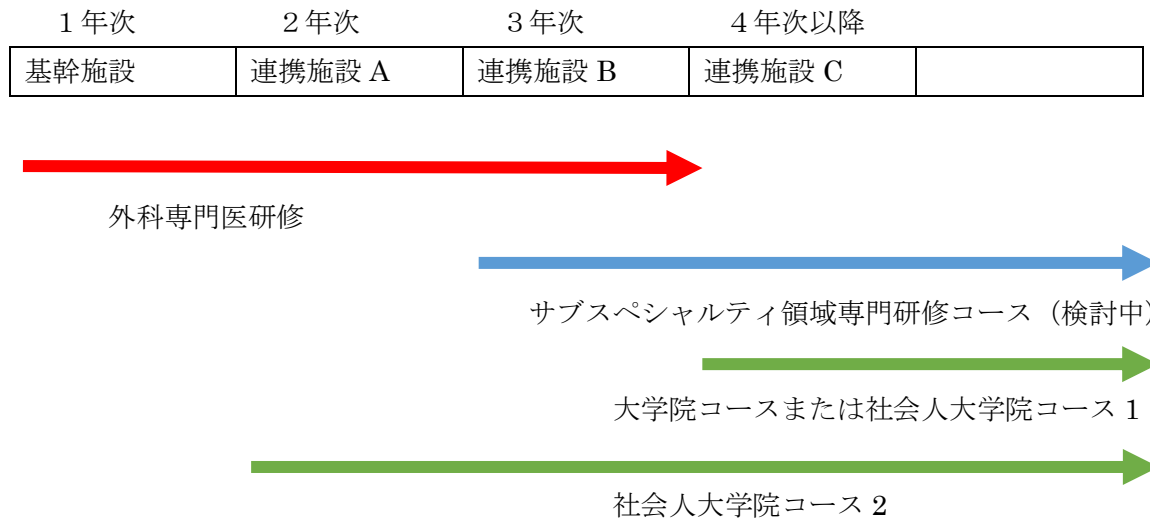 １年次 ２年次 ３年次 ４年次以降
基幹施設 連携施設 A 連携施設 B 連携施設 C
外科専門医研修
サブスペシャルティ領域専門研修コース（検討中）
大学院コースまたは社会人大学院コース 1
社会人大学院コース 2